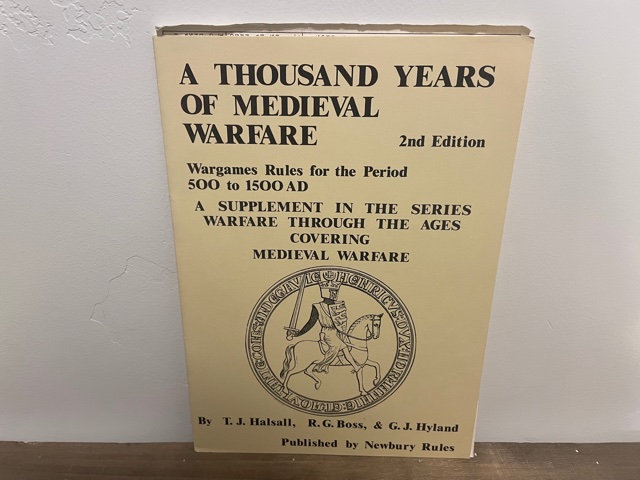 A THOUSAND YEARS
OF MEDIEVAL
WARFARE
2nd Edition
Wargames Rules for the Period
500 to 1500 AD
A SUPPLEMENT IN THE SERIES
WARFARE THROUGH THE AGES
COVERING
MEDIEVAL WARFARE
By T. J. Halsall, R. G. Boss, & G. J. Hyland
Published by Newbury Rules